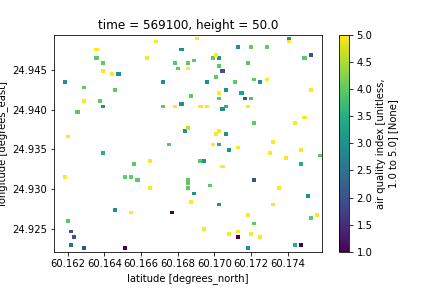 time = 569100, height = 50.0
24.945
24.940
24.935
24.930
24.925
longitude [degrees_east]
60.162 60.164 60.166 60.168 60.170 60.172 60.174
latitude [degrees_north]
5.0
4.5
4.0
3.5
3.0
2.5
2.0
1.5
1.0
air quality index [unitless,
1.0 to 5.0] [None]